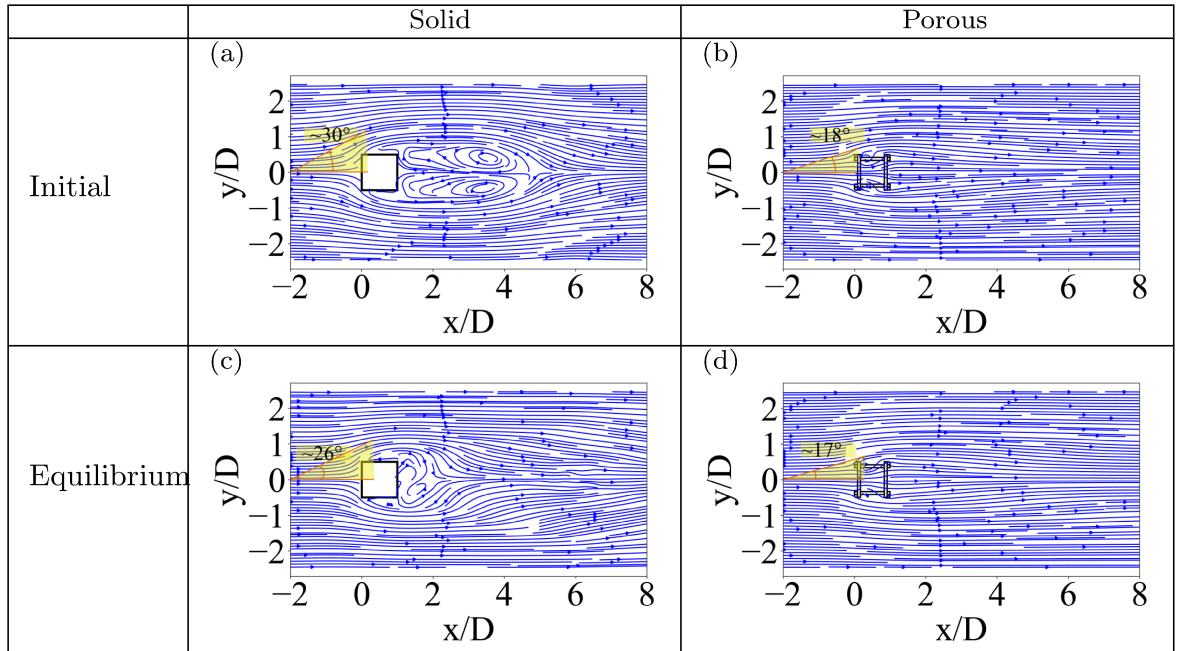 Solid Porous
Initial
(a)
2
1
0
−1
−2
y/D
~30°
−2 0 2 4 6 8
x/D
(b)
2
1
0
−1
−2
y/D
~18°
−2 0 2 4 6 8
x/D
Equilibrium
(c)
2
1
0
−1
−2
y/D
~26°
−2 0 2 4 6 8
x/D
(d)
2
1
0
−1
−2
y/D
~17°
−2 0 2 4 6 8
x/D